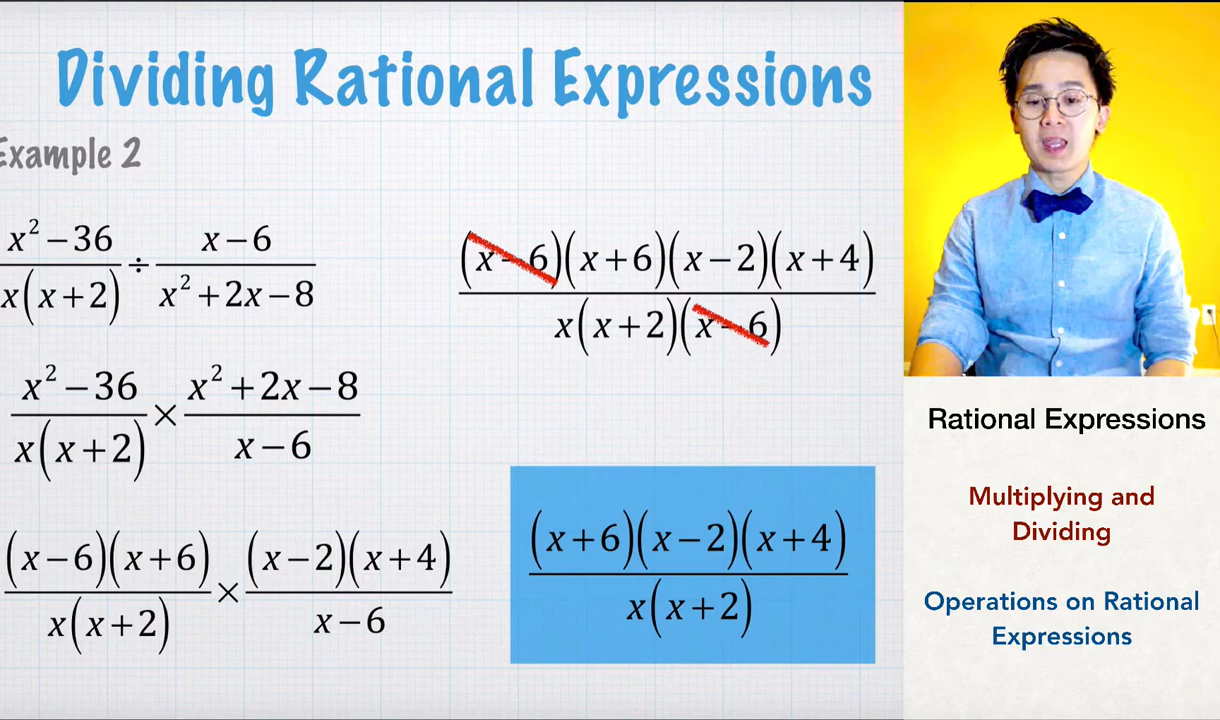 Dividing Rational Expressions
Example 2
x² − 36 / x(x + 2) ÷ x − 6 / x² + 2x − 8
x² − 36 / x(x + 2) × x² + 2x − 8 / x − 6
(x − 6)(x + 6) / x(x + 2) × (x − 2)(x + 4) / x − 6
(x − 6)(x + 6)(x − 2)(x + 4) / x(x + 2)(x − 6)
(x + 6)(x − 2)(x + 4) / x(x + 2)
Rational Expressions
Multiplying and
Dividing
Operations on Rational
Expressions